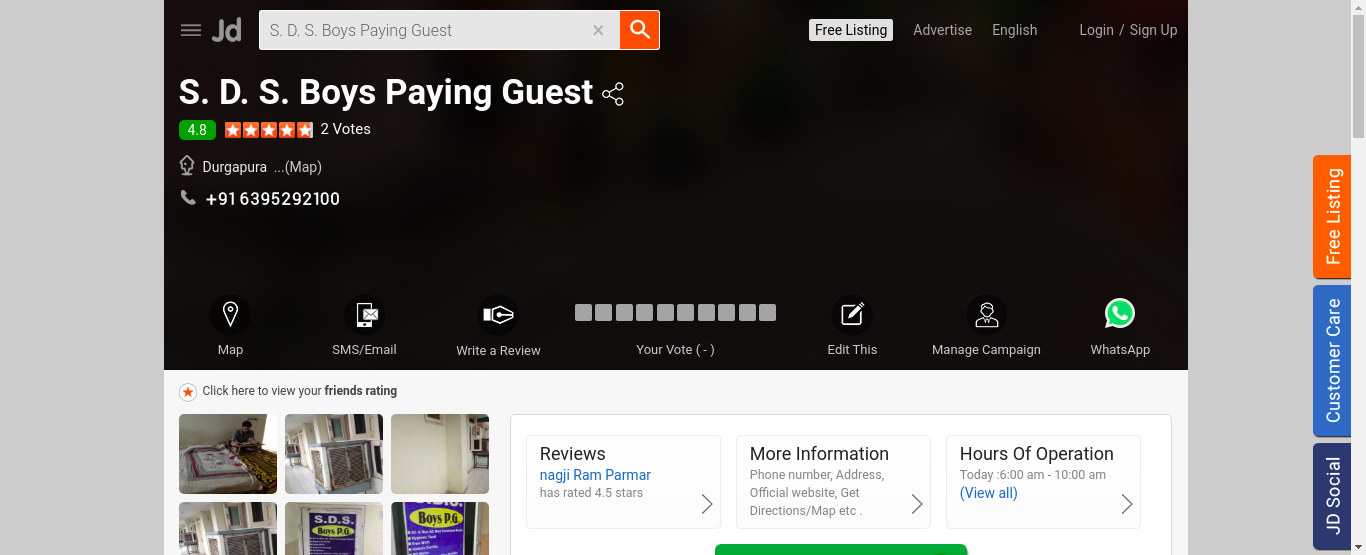 Jd
S. D. S. Boys Paying Guest
Free Listing
Advertise
English
Login / Sign Up
S. D. S. Boys Paying Guest
4.8
2 Votes
Durgapura ...(Map)
+91 6395292100
Map
SMS/Email
Write a Review
Your Vote ( - )
Edit This
Manage Campaign
WhatsApp
Click here to view your friends rating
S.D.S.
Boys P.G.
Boys P.G.
Reviews
nagji Ram Parmar
has rated 4.5 stars
More Information
Phone number, Address,
Official website, Get
Directions/Map etc .
Hours Of Operation
Today :6:00 am - 10:00 am
(View all)
Free Listing
Customer Care
JD Social